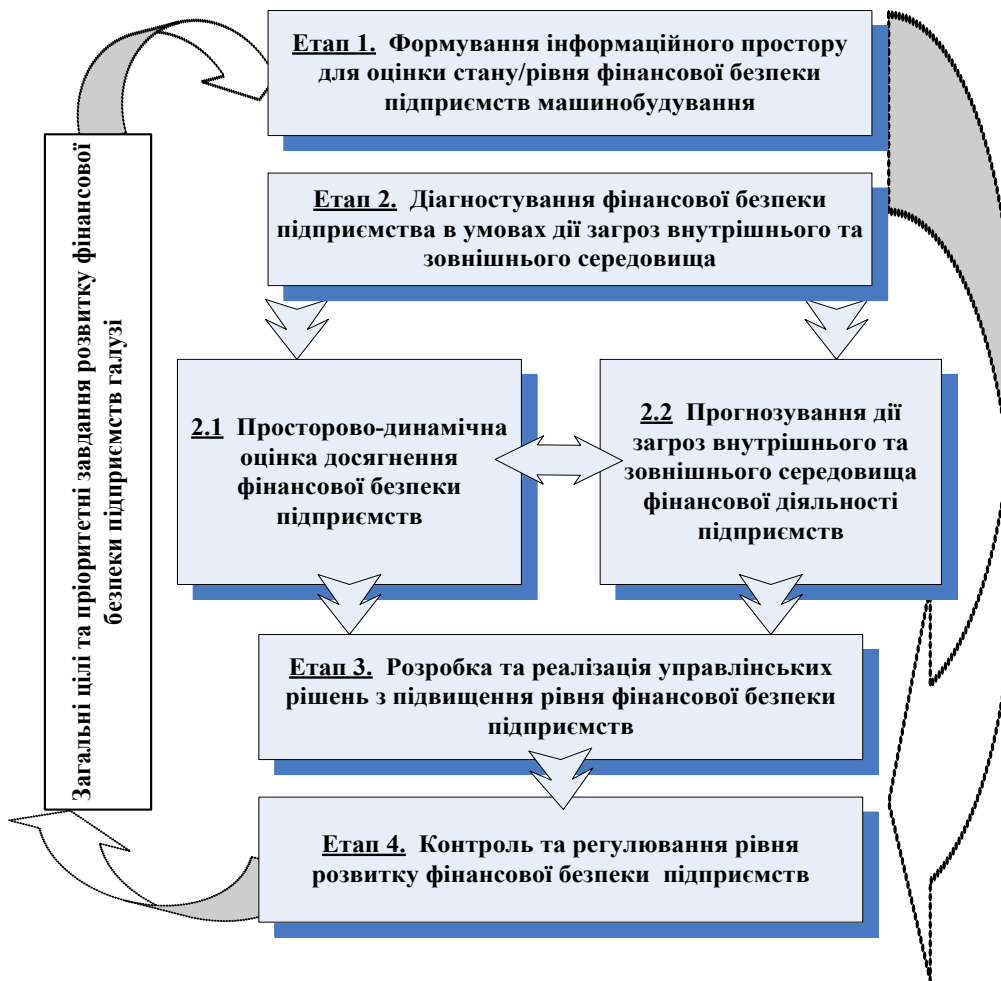 Етап 1. Формування інформаційного простору
для оцінки стану/рівня фінансової безпеки
підприємств машинобудування
Етап 2. Діагностування фінансової безпеки
підприємства в умовах дії загроз внутрішнього та
зовнішнього середовища
Загальні цілі та пріоритетні завдання розвитку фінансової
безпеки підприємств галузі
2.1 Просторово-динамічна
оцінка досягнення
фінансової безпеки
підприємств
2.2 Прогнозування дії
загроз внутрішнього та
зовнішнього середовища
фінансової діяльності
підприємств
Етап 3. Розробка та реалізація управлінських
рішень з підвищення рівня фінансової безпеки
підприємств
Етап 4. Контроль та регулювання рівня
розвитку фінансової безпеки підприємств